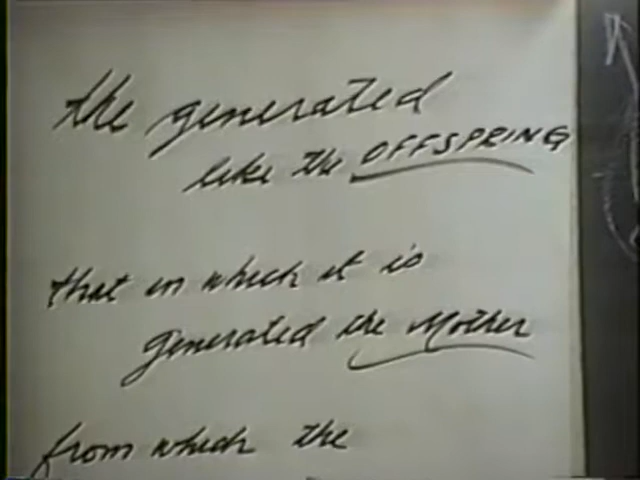 the generated
like the OFFSPRING
that in which it is
generated the Mother
from which the